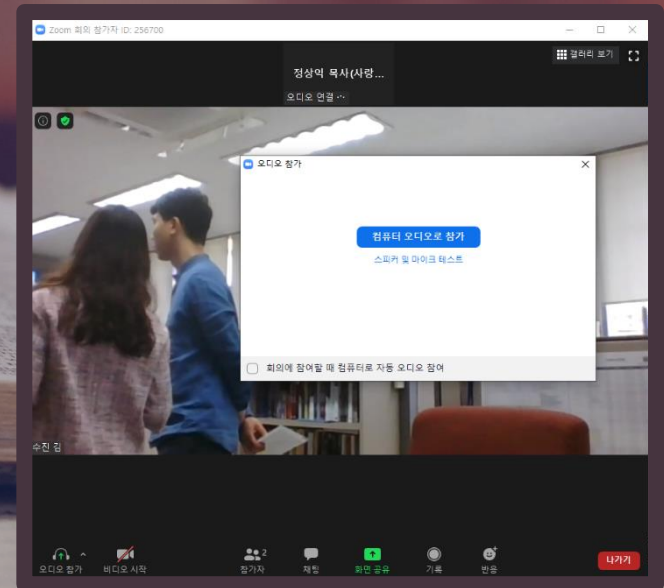 Zoom 회의 참가자 ID: 256700
갤러리 보기
정상익 목사(사랑...
오디오 연결 ...
오디오 참가
컴퓨터 오디오로 참가
스피커 및 마이크 테스트
회의에 참여할 때 컴퓨터로 자동 오디오 참여
수진 김
오디오 참가
비디오 시작
참가자
2
채팅
화면 공유
기록
반응
나가기